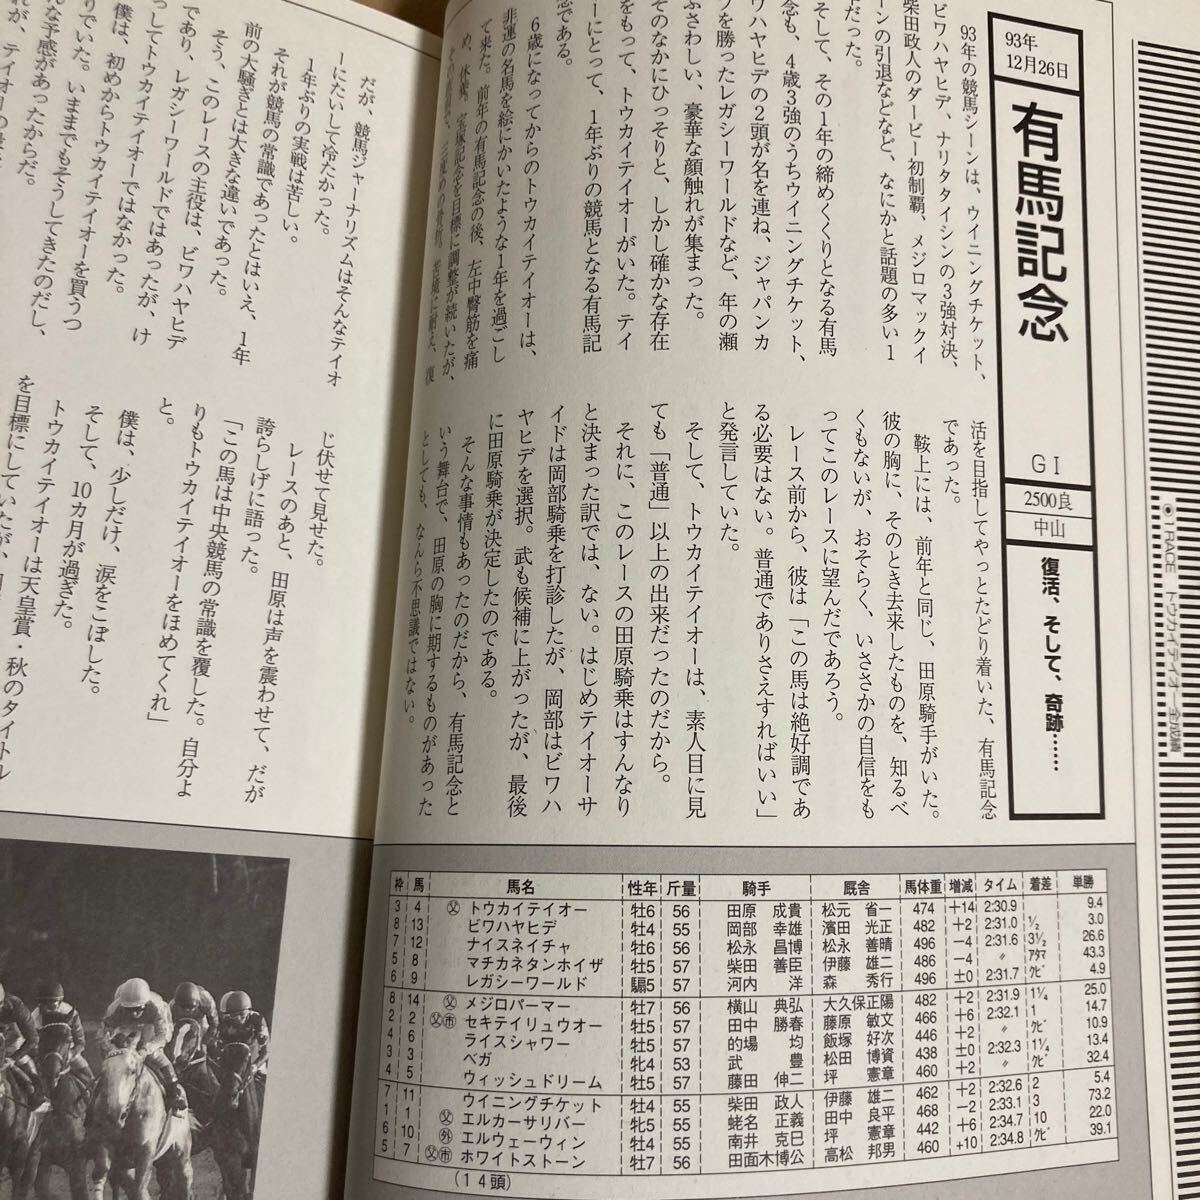 ◉1RACE トウカイテイオー全成績
93年
12月26日
有馬記念
GⅠ
2500良
中山
復活、そして、奇跡……
93年の競馬シーンは、ウイニングチケット、
ビワハヤヒデ、ナリタタイシンの3強対決、
柴田政人のダービー初制覇、メジロマックイ
ーンの引退などなど、なにかと話題の多い1
年だった。
そして、その1年の締めくくりとなる有馬
記念も、4歳3強のうちウイニングチケット、
ビワハヤヒデの2頭が名を連ね、ジャパンカ
ップを勝ったレガシーワールドなど、年の瀬
にふさわしい、豪華な顔触れが集まった。
そのなかにひっそりと、しかし確かな存在
をもって、トウカイテイオーがいた。テイ
オーにとって、1年ぶりの競馬となる有馬記
念である。
6歳になってからのトウカイテイオーは、
非運の名馬を絵にかいたような1年を過ごし
て来た。前年の有馬記念の後、左中臀筋を痛
め、休養。宝塚記念を目標に調整が続いたが、
活を目指してやっとたどり着いた、有馬記念
であった。
鞍上には、前年と同じ、田原騎手がいた。
彼の胸に、そのとき去来したものを、知るべ
くもないが、おそらく、いささかの自信をも
ってこのレースに望んだであろう。
レース前から、彼は「この馬は絶好調であ
る必要はない。普通でありさえすればいい」
と発言していた。
そして、トウカイテイオーは、素人目に見
ても「普通」以上の出来だったのだから。
それに、このレースの田原騎乗はすんなり
と決まった訳では、ない。はじめテイオーサ
イドは岡部騎乗を打診したが、岡部はビワハ
ヤヒデを選択。武も候補に上がったが、最後
に田原騎乗が決定したのである。
そんな事情もあったのだから、有馬記念と
いう舞台で、田原の胸に期するものがあった
としても、なんら不思議ではない。
枠 馬 馬名 性年 斤量 騎手 厩舎 馬体重 増減 タイム 着差 単勝
3 4 父 トウカイテイオー 牡6 56 田原 成貴 松元 省一 474 +14 2:30.9 9.4
8 13 ビワハヤヒデ 牡4 55 岡部 幸雄 濱田 光正 482 +2 2:31.0 1/2 3.0
7 12 ナイスネイチャ 牡6 56 松永 昌博 松永 善晴 496 −4 2:31.6 3 1/2 26.6
5 8 マチカネタンホイザ 牡5 57 柴田 善臣 伊藤 雄二 486 −4 〃 アタマ 43.3
6 9 レガシーワールド 騸5 57 河内 洋 森 秀行 496 ±0 2:31.7 クビ 4.9
8 14 父 メジロパーマー 牡7 56 横山 典弘 大久保正陽 482 +2 2:31.9 1 1/4 25.0
2 2 父市 セキテイリュウオー 牡5 57 田中 勝春 藤原 敏文 466 +6 2:32.1 1 14.7
4 6 ライスシャワー 牡5 57 的場 均 飯塚 好次 446 +2 〃 クビ 10.9
3 3 ベガ 牝4 53 武 豊 松田 博資 438 ±0 2:32.3 1 1/4 13.4
4 5 ウィッシュドリーム 牡5 57 藤田 伸二 坪 憲章 460 +2 〃 クビ 32.4
7 11 ウイニングチケット 牡4 55 柴田 政人 伊藤 雄二 462 +2 2:32.6 2 5.4
1 1 父 エルカーサリバー 牝5 55 蛯名 正義 田中 良平 468 −2 2:33.1 3 73.2
6 10 外 エルウェーウィン 牡4 55 南井 克巳 坪 憲章 442 +6 2:34.7 10 22.0
5 7 父市 ホワイトストーン 牡7 56 田面木博公 高松 邦男 460 +10 2:34.8 クビ 39.1
(14頭)
だが、競馬ジャーナリズムはそんなテイオ
ーにたいして冷たかった。
1年ぶりの実戦は苦しい。
それが競馬の常識であったとはいえ、1年
前の大騒ぎとは大きな違いであった。
そう、このレースの主役は、ビワハヤヒデ
であり、レガシーワールドではあったが、け
してトウカイテイオーではなかった。
僕は、初めからトウカイテイオーを買うつ
もりでいた。いままでもそうしてきたのだし、
な予感があったからだ。
じ伏せて見せた。
レースのあと、田原は声を震わせて、だが
誇らしげに語った。
「この馬は中央競馬の常識を覆した。自分よ
りもトウカイテイオーをほめてくれ」
と。
僕は、少しだけ、涙をこぼした。
そして、10カ月が過ぎた。
トウカイテイオーは天皇賞・秋のタイトル
を目標にしていたが、